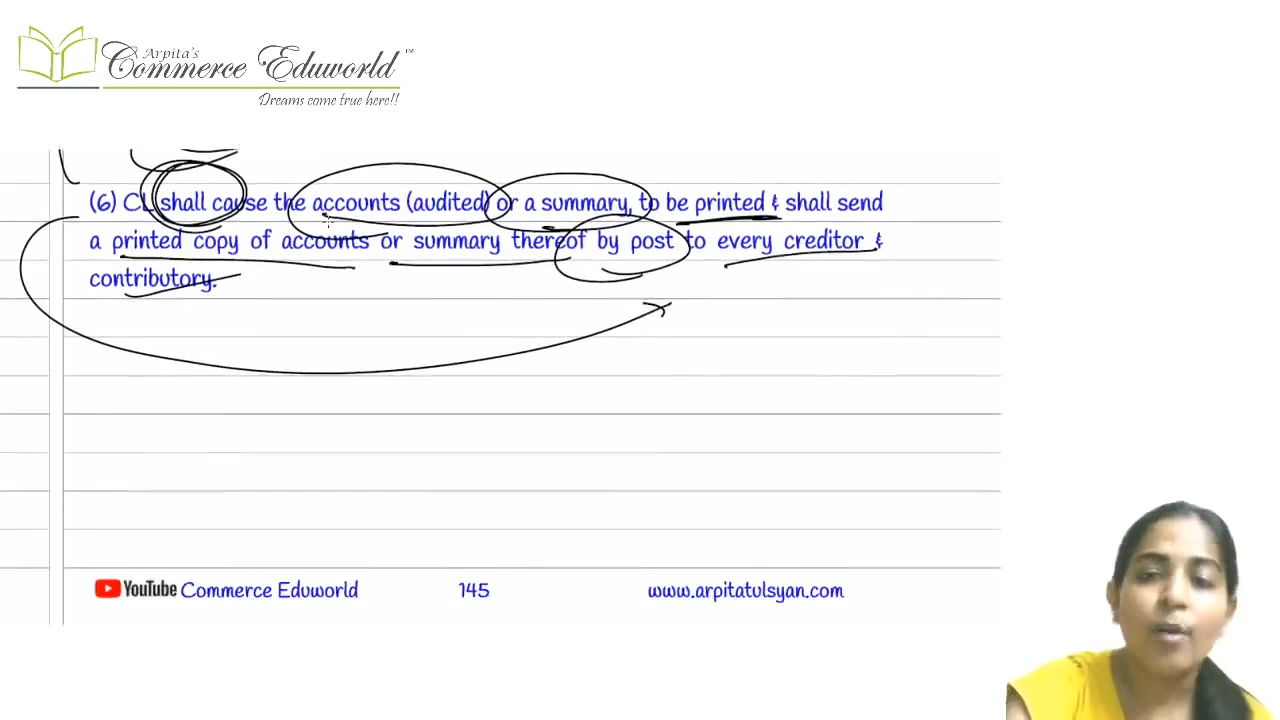 Arpita's
Commerce Eduworld™
Dreams come true here!!
(6) CL shall cause the accounts (audited) or a summary, to be printed & shall send
a printed copy of accounts or summary thereof by post to every creditor &
contributory.
YouTube Commerce Eduworld 145 www.arpitatulsyan.com